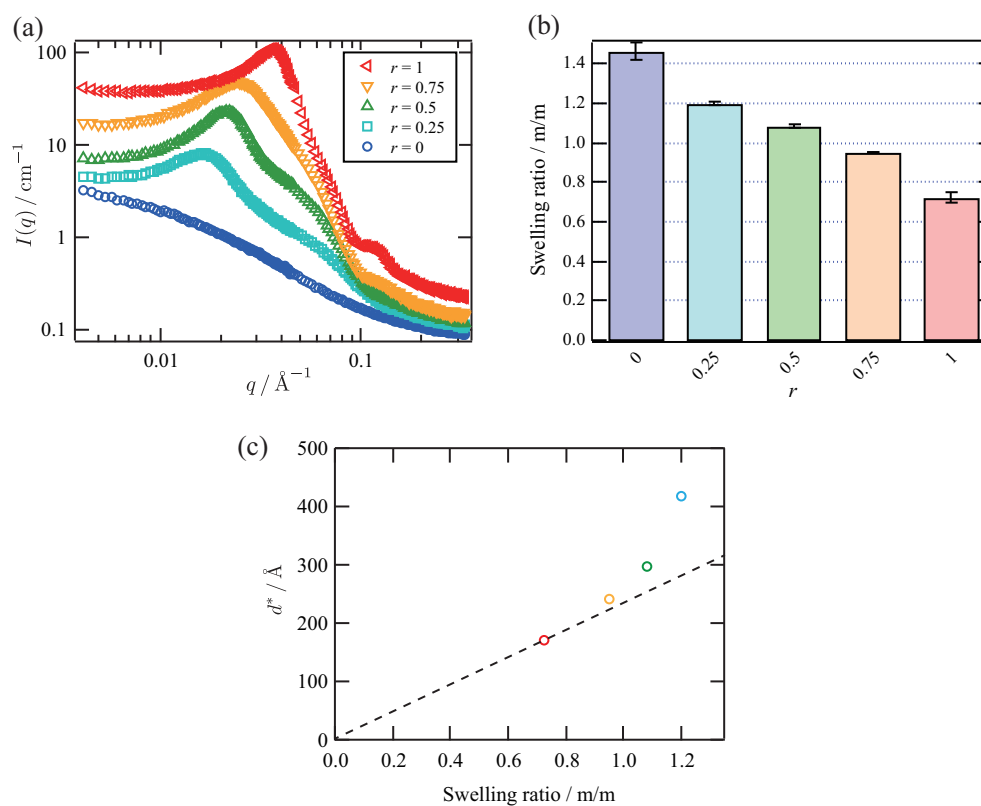 (a)
100
10
1
0.1
I(q) / cm⁻¹
0.01
0.1
q / Å⁻¹
r = 1
r = 0.75
r = 0.5
r = 0.25
r = 0
(b)
1.4
1.2
1.0
0.8
0.6
0.4
0.2
0.0
Swelling ratio / m/m
0
0.25
0.5
0.75
1
r
(c)
500
400
300
200
100
0
d* / Å
0.0
0.2
0.4
0.6
0.8
1.0
1.2
Swelling ratio / m/m